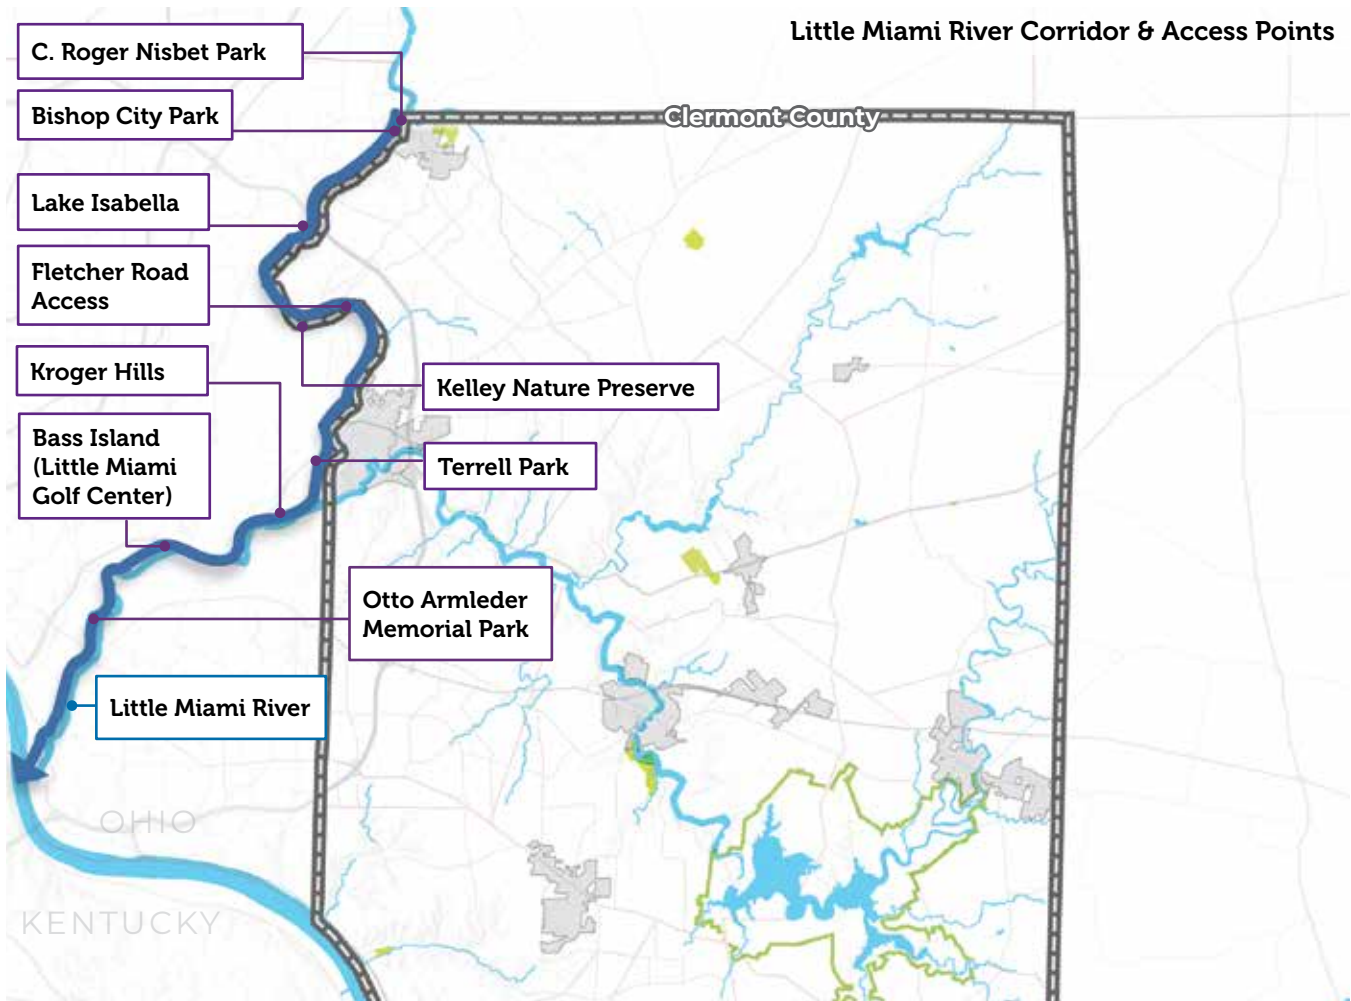 Little Miami River Corridor & Access Points
C. Roger Nisbet Park
Bishop City Park
Clermont County
Lake Isabella
Fletcher Road
Access
Kroger Hills
Kelley Nature Preserve
Bass Island
(Little Miami
Golf Center)
Terrell Park
Otto Armleder
Memorial Park
Little Miami River
OHIO
KENTUCKY